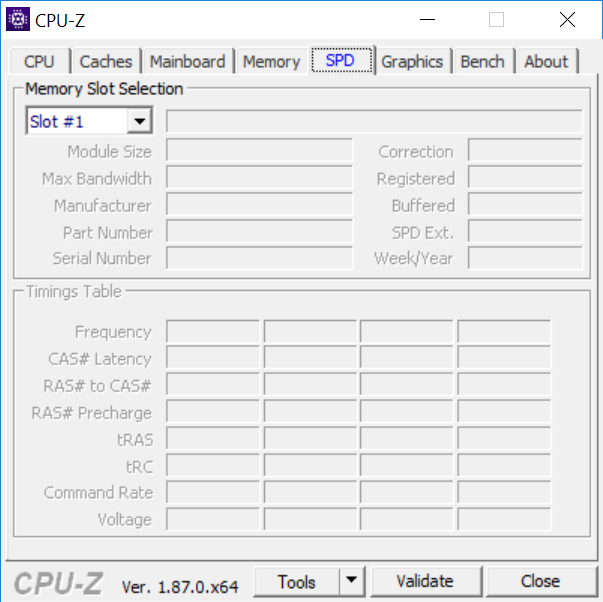 CPU-Z
CPU Caches Mainboard Memory SPD Graphics Bench About
Memory Slot Selection
Slot #1
Module Size Correction
Max Bandwidth Registered
Manufacturer Buffered
Part Number SPD Ext.
Serial Number Week/Year
Timings Table
Frequency
CAS# Latency
RAS# to CAS#
RAS# Precharge
tRAS
tRC
Command Rate
Voltage
CPU-Z Ver. 1.87.0.x64 Tools Validate Close